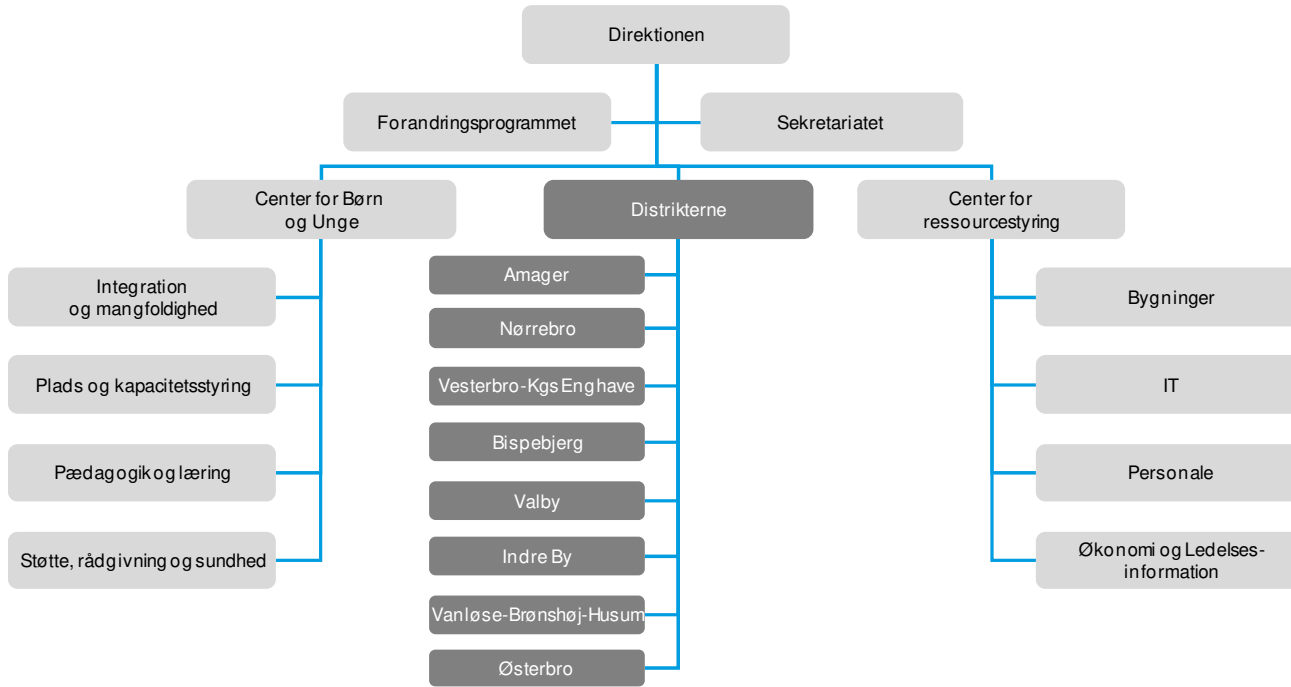 Direktionen
Forandringsprogrammet
Sekretariatet
Center for Børn
og Unge
Distrikterne
Center for
ressourcestyring
Integration
og mangfoldighed
Plads og kapacitetsstyring
Pædagogik og læring
Støtte, rådgivning og sundhed
Amager
Nørrebro
Vesterbro-Kgs Enghave
Bispebjerg
Valby
Indre By
Vanløse-Brønshøj-Husum
Østerbro
Bygninger
IT
Personale
Økonomi og Ledelses-
information